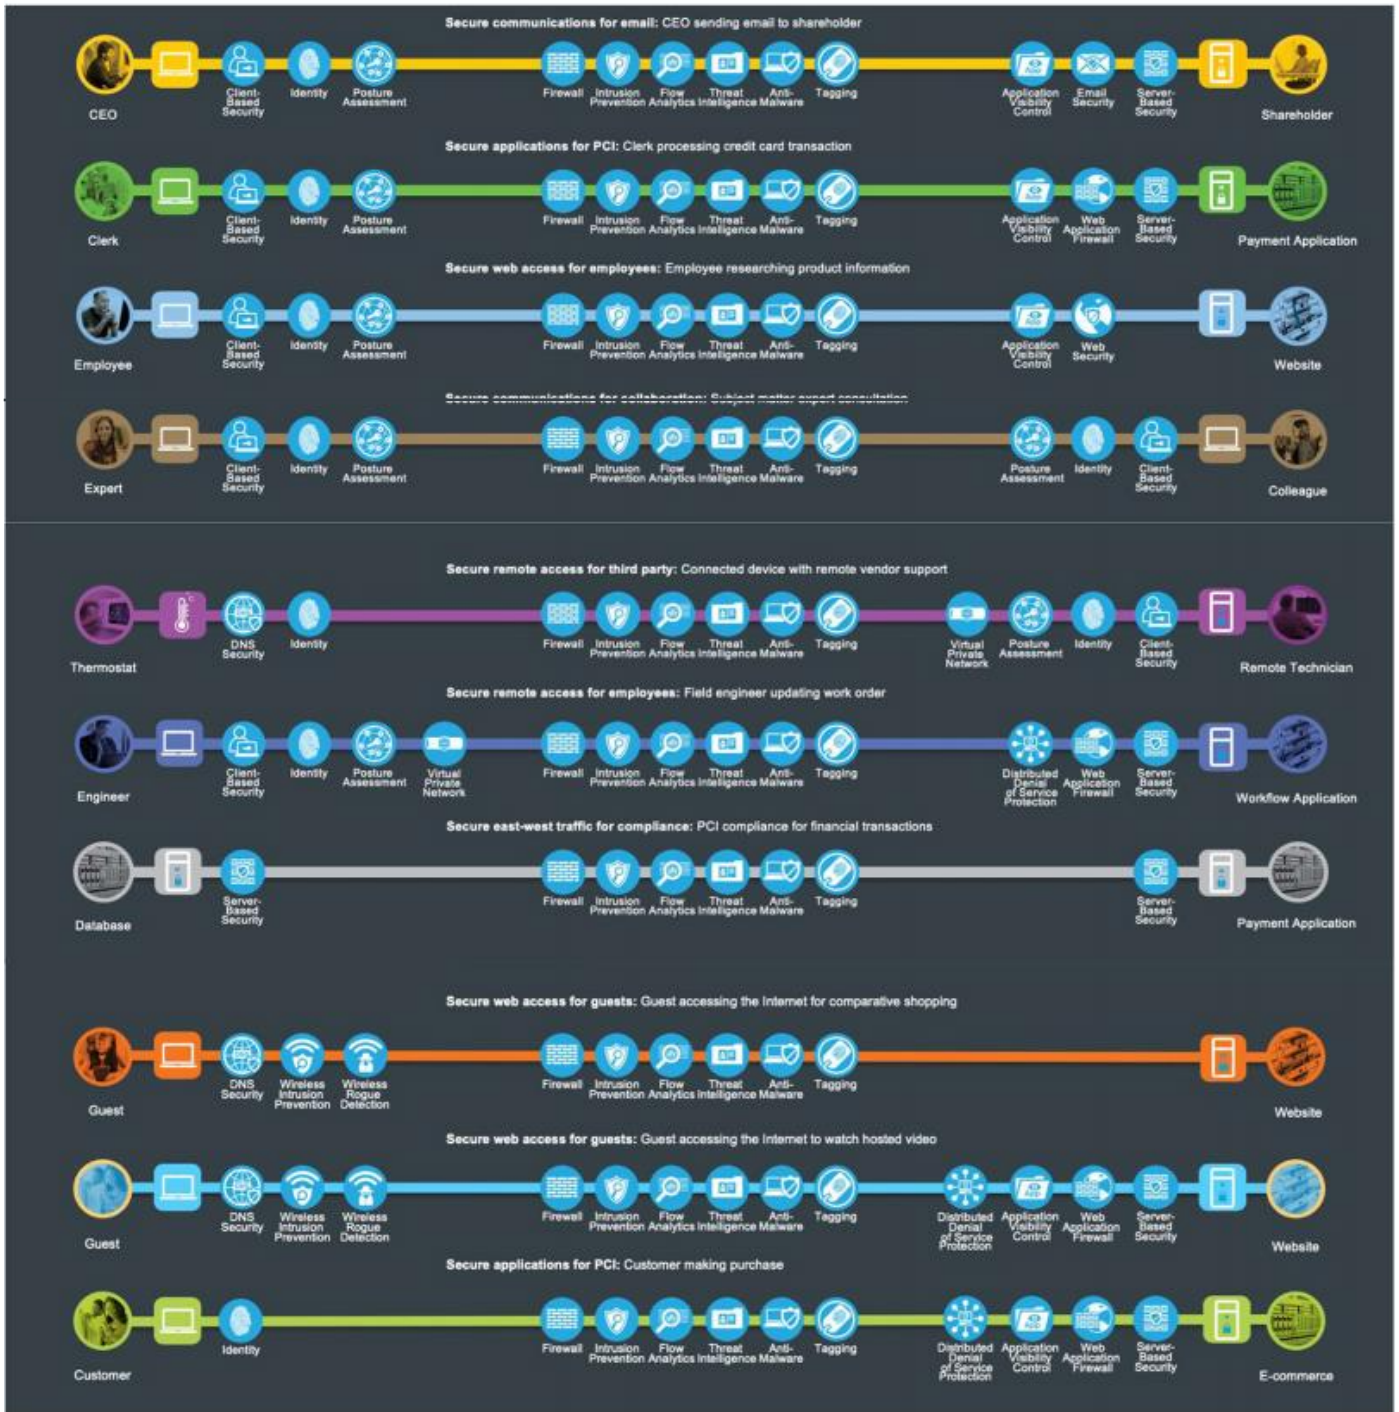 Secure communications for email: CEO sending email to shareholder
CEO
Client-
Based
Security
Identity
Posture
Assessment
Firewall
Intrusion
Prevention
Flow
Analytics
Threat
Intelligence
Anti-
Malware
Tagging
Application
Visibility
Control
Email
Security
Server-
Based
Security
Shareholder
Secure applications for PCI: Clerk processing credit card transaction
Clerk
Client-
Based
Security
Identity
Posture
Assessment
Firewall
Intrusion
Prevention
Flow
Analytics
Threat
Intelligence
Anti-
Malware
Tagging
Application
Visibility
Control
Web
Application
Firewall
Server-
Based
Security
Payment Application
Secure web access for employees: Employee researching product information
Employee
Client-
Based
Security
Identity
Posture
Assessment
Firewall
Intrusion
Prevention
Flow
Analytics
Threat
Intelligence
Anti-
Malware
Tagging
Application
Visibility
Control
Web
Security
Website
Secure communications for collaboration: Subject matter expert consultation
Expert
Client-
Based
Security
Identity
Posture
Assessment
Firewall
Intrusion
Prevention
Flow
Analytics
Threat
Intelligence
Anti-
Malware
Tagging
Posture
Assessment
Identity
Client-
Based
Security
Colleague
Secure remote access for third party: Connected device with remote vendor support
Thermostat
DNS
Security
Identity
Firewall
Intrusion
Prevention
Flow
Analytics
Threat
Intelligence
Anti-
Malware
Tagging
Virtual
Private
Network
Posture
Assessment
Identity
Client-
Based
Security
Remote Technician
Secure remote access for employees: Field engineer updating work order
Engineer
Client-
Based
Security
Identity
Posture
Assessment
Virtual
Private
Network
Firewall
Intrusion
Prevention
Flow
Analytics
Threat
Intelligence
Anti-
Malware
Tagging
Distributed
Denial
of Service
Protection
Web
Application
Firewall
Server-
Based
Security
Workflow Application
Secure east-west traffic for compliance: PCI compliance for financial transactions
Database
Server-
Based
Security
Firewall
Intrusion
Prevention
Flow
Analytics
Threat
Intelligence
Anti-
Malware
Tagging
Server-
Based
Security
Payment Application
Secure web access for guests: Guest accessing the Internet for comparative shopping
Guest
DNS
Security
Wireless
Intrusion
Prevention
Wireless
Rogue
Detection
Firewall
Intrusion
Prevention
Flow
Analytics
Threat
Intelligence
Anti-
Malware
Tagging
Website
Secure web access for guests: Guest accessing the Internet to watch hosted video
Guest
DNS
Security
Wireless
Intrusion
Prevention
Wireless
Rogue
Detection
Firewall
Intrusion
Prevention
Flow
Analytics
Threat
Intelligence
Anti-
Malware
Tagging
Distributed
Denial
of Service
Protection
Application
Visibility
Control
Web
Application
Firewall
Server-
Based
Security
Website
Secure applications for PCI: Customer making purchase
Customer
Identity
Firewall
Intrusion
Prevention
Flow
Analytics
Threat
Intelligence
Anti-
Malware
Tagging
Distributed
Denial
of Service
Protection
Application
Visibility
Control
Web
Application
Firewall
Server-
Based
Security
E-commerce